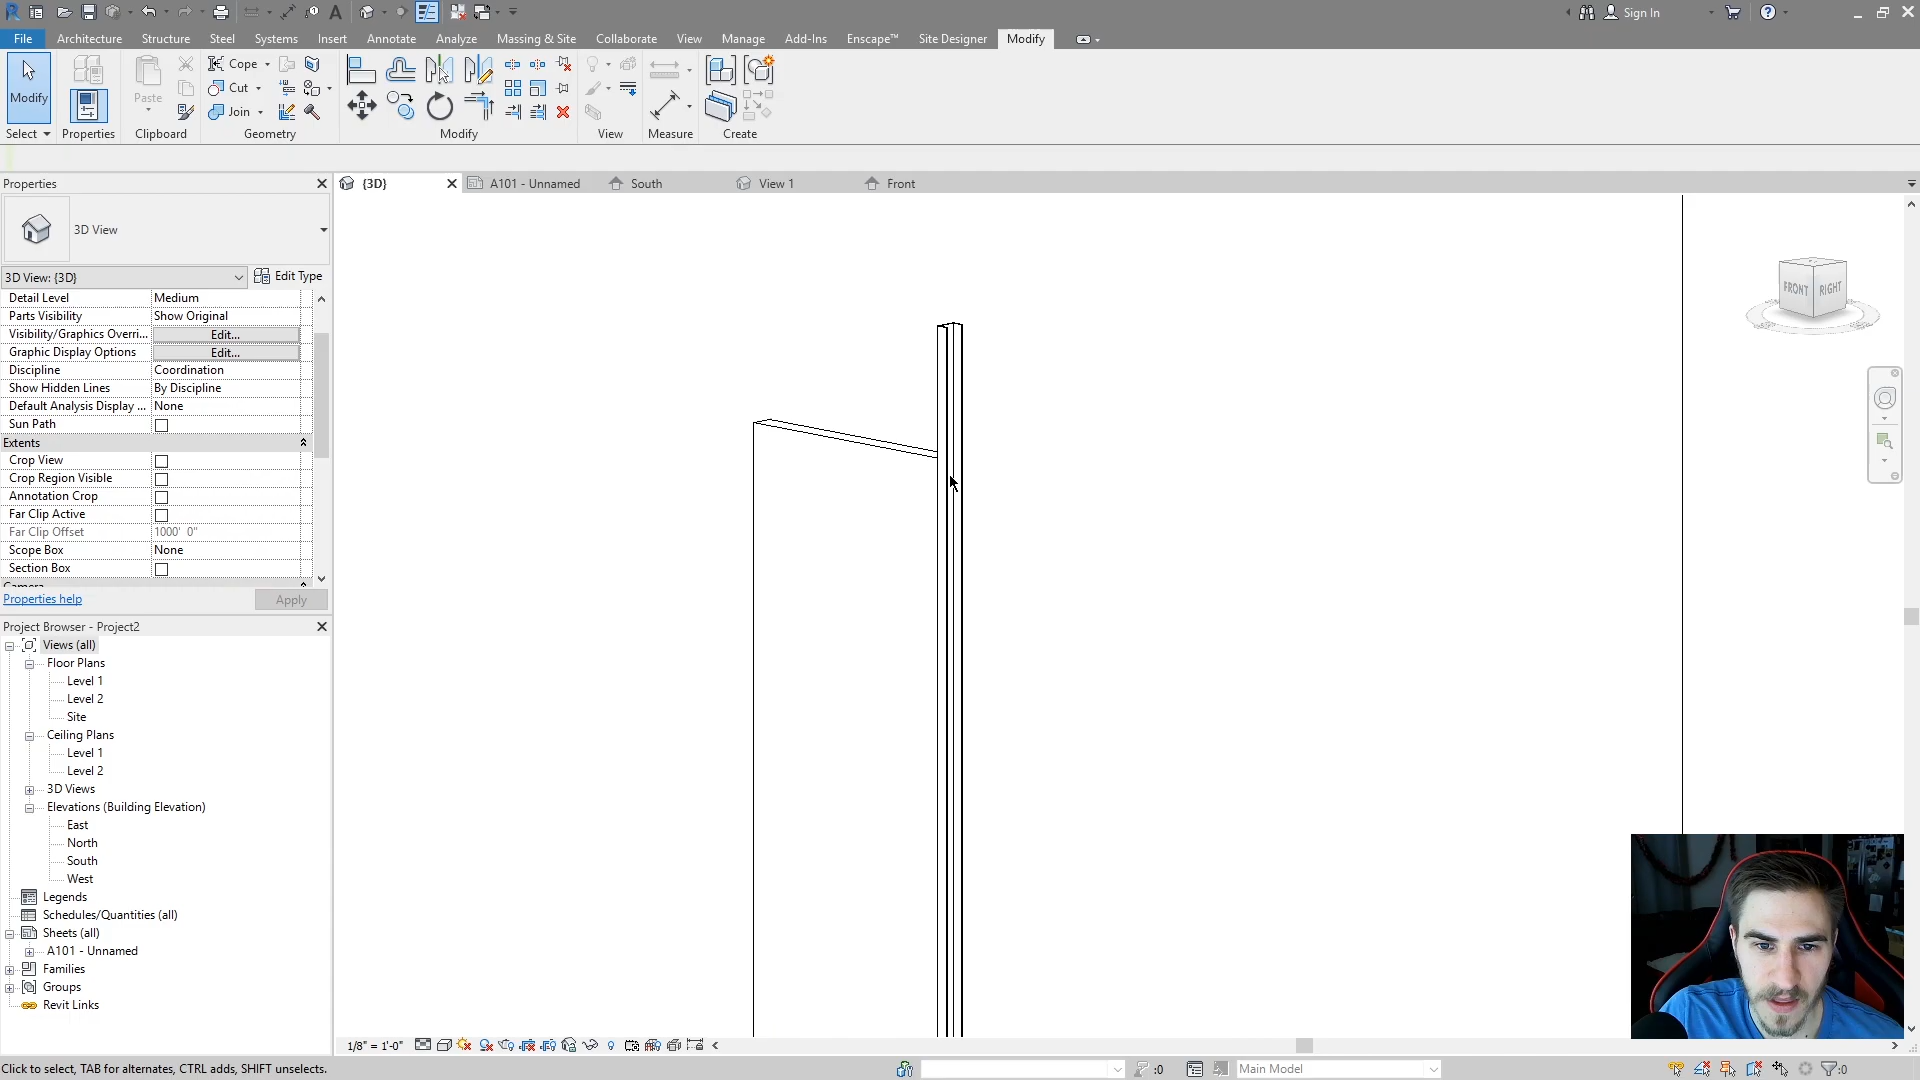 Sign In
File
Architecture
Structure
Steel
Systems
Insert
Annotate
Analyze
Massing & Site
Collaborate
View
Manage
Add-Ins
Enscape™
Site Designer
Modify
Modify
Paste
Cope
Cut
Join
Select
Properties
Clipboard
Geometry
Modify
View
Measure
Create
Properties
{3D}
A101 - Unnamed
South
View 1
Front
3D View
3D View: {3D}
Edit Type
Detail Level Medium
Parts Visibility Show Original
Visibility/Graphics Overri... Edit...
Graphic Display Options Edit...
Discipline Coordination
Show Hidden Lines By Discipline
Default Analysis Display ... None
Sun Path
Extents
Crop View
Crop Region Visible
Annotation Crop
Far Clip Active
Far Clip Offset 1000' 0"
Scope Box None
Section Box
Camera
Properties help
Apply
FRONT RIGHT
Project Browser - Project2
Views (all)
Floor Plans
Level 1
Level 2
Site
Ceiling Plans
Level 1
Level 2
3D Views
Elevations (Building Elevation)
East
North
South
West
Legends
Schedules/Quantities (all)
Sheets (all)
A101 - Unnamed
Families
Groups
Revit Links
1/8" = 1'-0"
Click to select, TAB for alternates, CTRL adds, SHIFT unselects.
:0
Main Model
:0